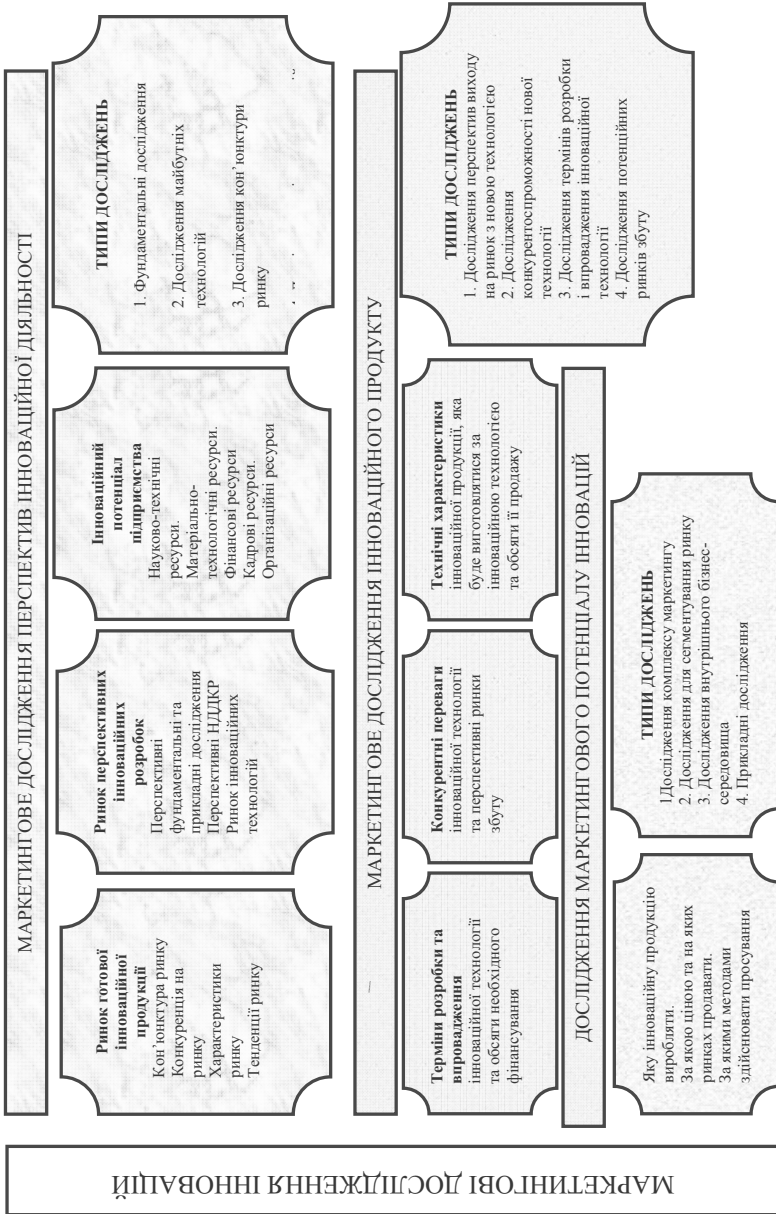 МАРКЕТИНГОВІ ДОСЛІДЖЕННЯ ІННОВАЦІЙ
МАРКЕТИНГОВЕ ДОСЛІДЖЕННЯ ПЕРСПЕКТИВ ІННОВАЦІЙНОЇ ДІЯЛЬНОСТІ
Ринок готової
інноваційної
продукції
Кон'юнктура ринку
Конкуренція на
ринку
Характеристики
ринку
Тенденції ринку
Ринок перспективних
інноваційних
розробок
Перспективні
фундаментальні та
прикладні дослідження
Перспективні НДДКР
Ринок інноваційних
технологій
Інноваційний
потенціал
підприємства
Науково-технічні
ресурси.
Матеріально-
технологічні ресурси.
Фінансові ресурси
Кадрові ресурси.
Організаційні ресурси
ТИПИ ДОСЛІДЖЕНЬ
1. Фундаментальні дослідження
2. Дослідження майбутніх
технологій
3. Дослідження кон'юнктури
ринку
МАРКЕТИНГОВЕ ДОСЛІДЖЕННЯ ІННОВАЦІЙНОГО ПРОДУКТУ
Терміни розробки та
впровадження
інноваційної технології
та обсяги необхідного
фінансування
Конкурентні переваги
інноваційної технології
та перспективні ринки
збуту
Технічні характеристики
інноваційної продукції, яка
буде виготовлятися за
інноваційною технологією
та обсяги її продажу
ТИПИ ДОСЛІДЖЕНЬ
1. Дослідження перспектив виходу
на ринок з новою технологією
2. Дослідження
конкурентоспроможності нової
технології
3. Дослідження термінів розробки
і впровадження інноваційної
технології
4. Дослідження потенційних
ринків збуту
ДОСЛІДЖЕННЯ МАРКЕТИНГОВОГО ПОТЕНЦІАЛУ ІННОВАЦІЙ
Яку інноваційну продукцію
виробляти.
За якою ціною та на яких
ринках продавати.
За якими методами
здійснювати просування
ТИПИ ДОСЛІДЖЕНЬ
1Дослідження комплексу маркетингу
2. Дослідження для сегментування ринку
3. Дослідження внутрішнього бізнес-
середовища
4. Прикладні дослідження